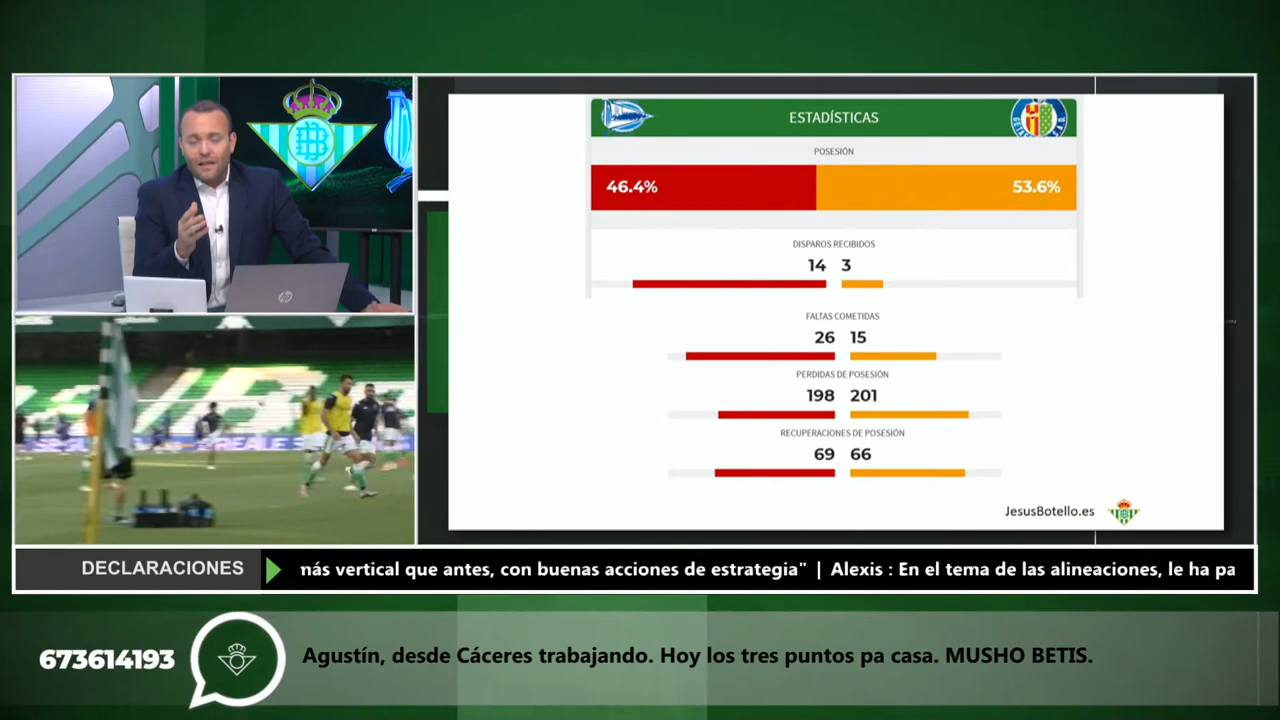 ESTADÍSTICAS
POSESIÓN
46.4% 53.6%
DISPAROS RECIBIDOS
14 3
FALTAS COMETIDAS
26 15
PERDIDAS DE POSESIÓN
198 201
RECUPERACIONES DE POSESIÓN
69 66
JesusBotello.es
DECLARACIONES
más vertical que antes, con buenas acciones de estrategia" | Alexis : En el tema de las alineaciones, le ha pa
673614193
Agustín, desde Cáceres trabajando. Hoy los tres puntos pa casa. MUSHO BETIS.